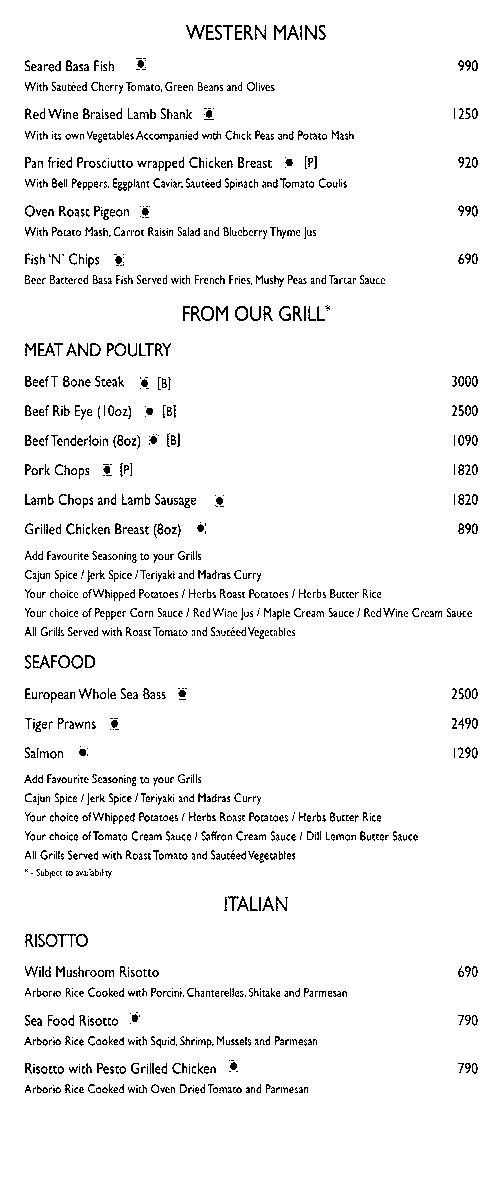 WESTERN MAINS
Seared Basa Fish 990
With Sautéed Cherry Tomato, Green Beans and Olives
Red Wine Braised Lamb Shank 1250
With its own Vegetables Accompanied with Chick Peas and Potato Mash
Pan fried Prosciutto wrapped Chicken Breast [P] 920
With Bell Peppers, Eggplant Caviar, Sautéed Spinach and Tomato Coulis
Oven Roast Pigeon 990
With Potato Mash, Carrot Raisin Salad and Blueberry Thyme Jus
Fish ‘N’ Chips 690
Beer Battered Basa Fish Served with French Fries, Mushy Peas and Tartar Sauce
FROM OUR GRILL*
MEAT AND POULTRY
Beef T Bone Steak [B] 3000
Beef Rib Eye (10oz) [B] 2500
Beef Tenderloin (8oz) [B] 1090
Pork Chops [P] 1820
Lamb Chops and Lamb Sausage 1820
Grilled Chicken Breast (8oz) 890
Add Favourite Seasoning to your Grills
Cajun Spice / Jerk Spice / Teriyaki and Madras Curry
Your choice of Whipped Potatoes / Herbs Roast Potatoes / Herbs Butter Rice
Your choice of Pepper Corn Sauce / Red Wine Jus / Maple Cream Sauce / Red Wine Cream Sauce
All Grills Served with Roast Tomato and Sautéed Vegetables
SEAFOOD
European Whole Sea Bass 2500
Tiger Prawns 2490
Salmon 1290
Add Favourite Seasoning to your Grills
Cajun Spice / Jerk Spice / Teriyaki and Madras Curry
Your choice of Whipped Potatoes / Herbs Roast Potatoes / Herbs Butter Rice
Your choice of Tomato Cream Sauce / Saffron Cream Sauce / Dill Lemon Butter Sauce
All Grills Served with Roast Tomato and Sautéed Vegetables
* - Subject to availability
ITALIAN
RISOTTO
Wild Mushroom Risotto 690
Arborio Rice Cooked with Porcini, Chanterelles, Shitake and Parmesan
Sea Food Risotto 790
Arborio Rice Cooked with Squid, Shrimp, Mussels and Parmesan
Risotto with Pesto Grilled Chicken 790
Arborio Rice Cooked with Oven Dried Tomato and Parmesan